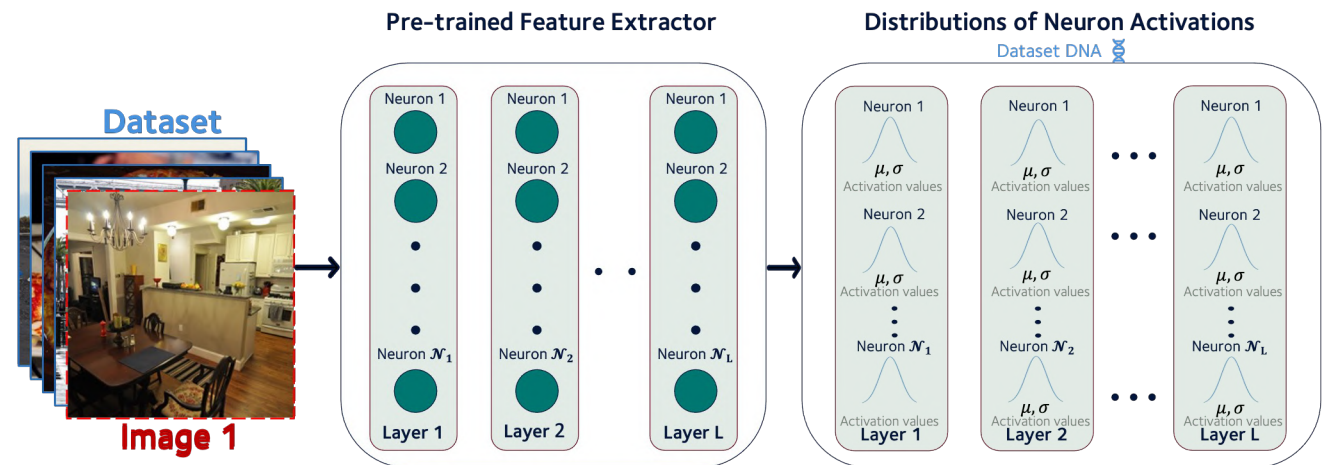 Pre-trained Feature Extractor
Distributions of Neuron Activations
Dataset DNA
Dataset
Image 1
Neuron 1
Neuron 2
Neuron 𝒩1
Layer 1
Neuron 1
Neuron 2
Neuron 𝒩2
Layer 2
Neuron 1
Neuron 2
Neuron 𝒩L
Layer L
Neuron 1
μ, σ
Activation values
Neuron 2
μ, σ
Activation values
Neuron 𝒩1
Activation values
Layer 1
Neuron 1
μ, σ
Activation values
Neuron 2
μ, σ
Activation values
Neuron 𝒩2
μ, σ
Activation values
Layer 2
Neuron 1
μ, σ
Activation values
Neuron 2
μ, σ
Activation values
Neuron 𝒩L
μ, σ
Activation values
Layer L